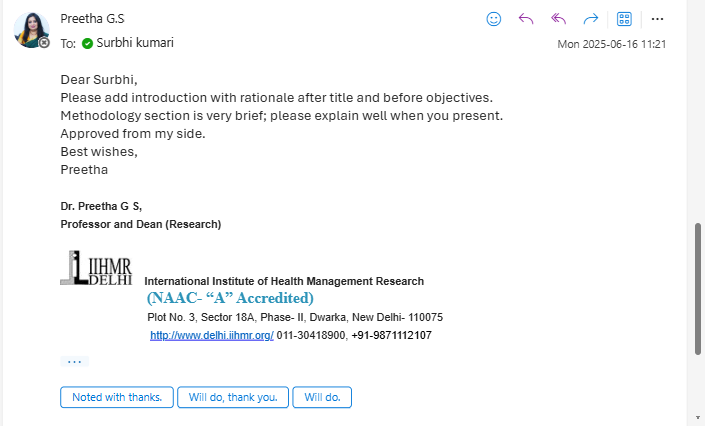 Preetha G.S
To: Surbhi kumari
Mon 2025-06-16 11:21
Dear Surbhi,
Please add introduction with rationale after title and before objectives.
Methodology section is very brief; please explain well when you present.
Approved from my side.
Best wishes,
Preetha
Dr. Preetha G S,
Professor and Dean (Research)
IIHMR
DELHI
International Institute of Health Management Research
(NAAC- “A” Accredited)
Plot No. 3, Sector 18A, Phase- II, Dwarka, New Delhi- 110075
http://www.delhi.iihmr.org/ 011-30418900, +91-9871112107
Noted with thanks.
Will do, thank you.
Will do.